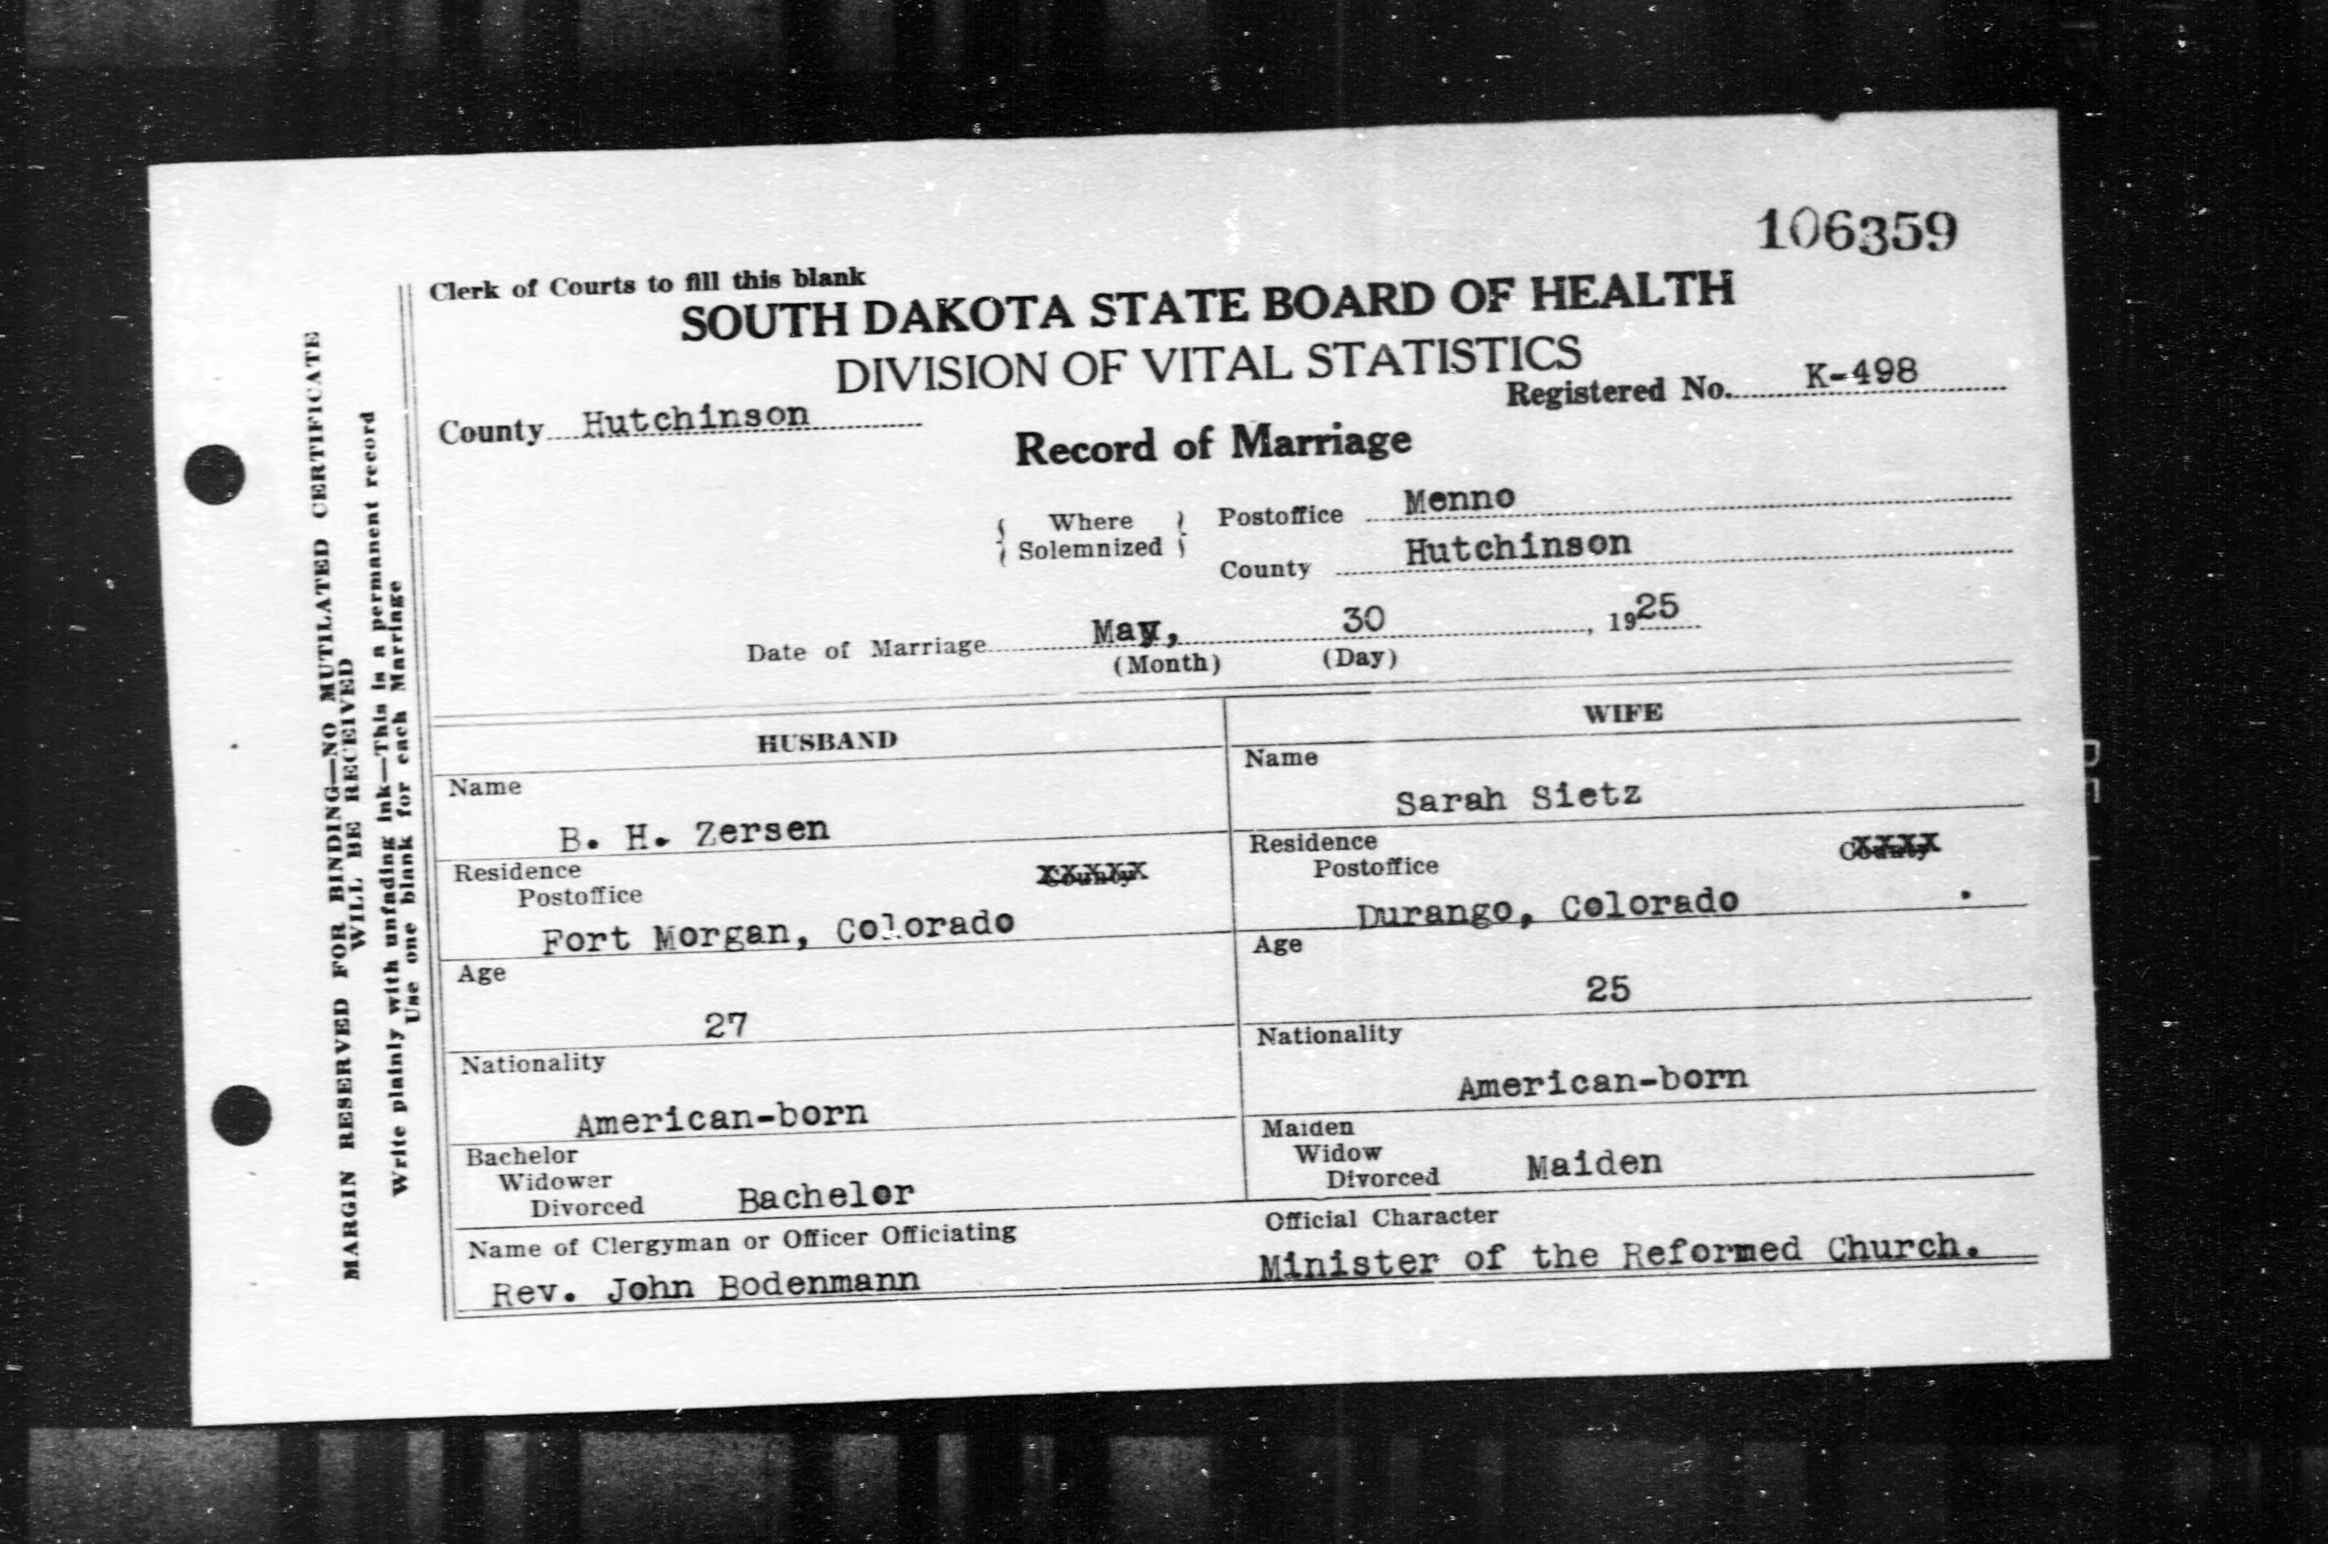 106359
Clerk of Courts to fill this blank
SOUTH DAKOTA STATE BOARD OF HEALTH
DIVISION OF VITAL STATISTICS
County Hutchinson Registered No. K-498
Record of Marriage
Where Solemnized Postoffice Menno
County Hutchinson
Date of Marriage May, 30, 1925
(Month) (Day)
HUSBAND
Name
B. H. Zersen
Residence
Postoffice County
Fort Morgan, Colorado
Age
27
Nationality
American-born
Bachelor
Widower
Divorced Bachelor
WIFE
Name
Sarah Sietz
Residence
Postoffice County
Durango, Colorado
Age
25
Nationality
American-born
Maiden
Widow
Divorced Maiden
Name of Clergyman or Officer Officiating
Rev. John Bodenmann
Official Character
Minister of the Reformed Church.
MARGIN RESERVED FOR BINDING—NO MUTILATED CERTIFICATE
WILL BE RECEIVED
Write plainly with unfading ink—This is a permanent record
Use one blank for each Marriage